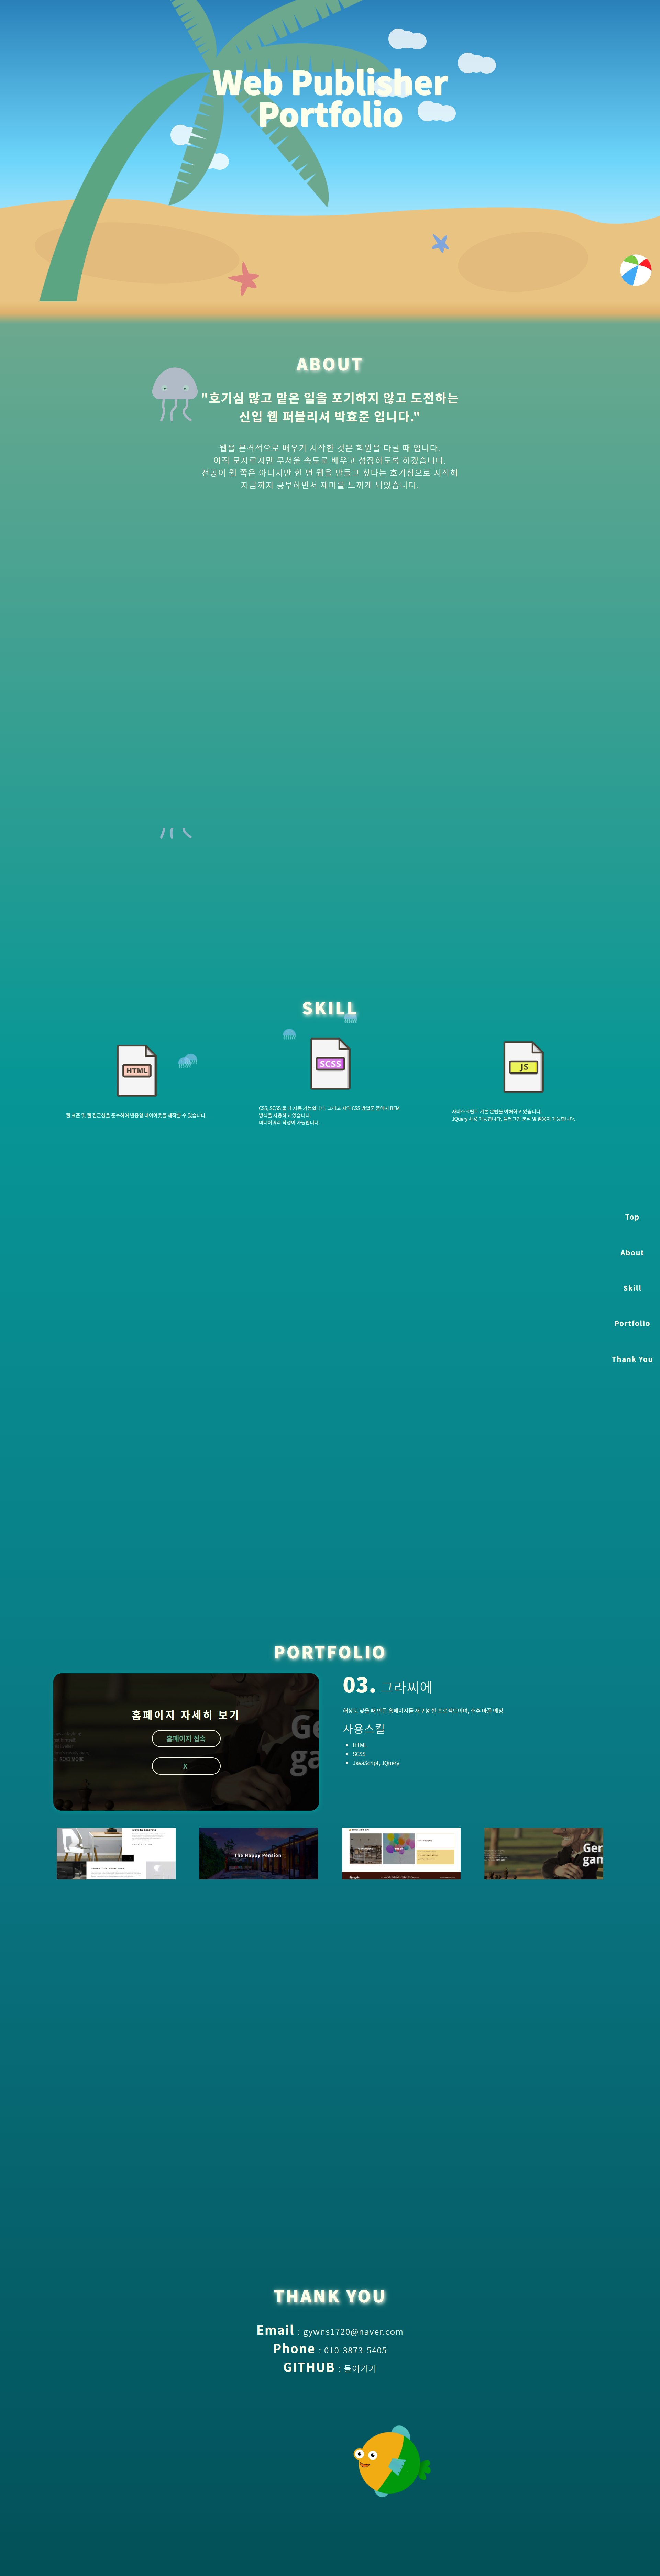 Web Publisher
Portfolio
ABOUT
"호기심 많고 맡은 일을 포기하지 않고 도전하는
신입 웹 퍼블리셔 박효준 입니다."
웹을 본격적으로 배우기 시작한 것은 학원을 다닐 때 입니다.
아직 모자르지만 무서운 속도로 배우고 성장하도록 하겠습니다.
전공이 웹 쪽은 아니지만 한 번 웹을 만들고 싶다는 호기심으로 시작해
지금까지 공부하면서 재미를 느끼게 되었습니다.
SKILL
HTML
SCSS
JS
웹 표준 및 웹 접근성을 준수하여 반응형 레이아웃을 제작할 수 있습니다.
CSS, SCSS 둘 다 사용 가능합니다. 그리고 저의 CSS 방법론 중에서 BEM
방식을 사용하고 있습니다.
미디어쿼리 작성이 가능합니다.
자바스크립트 기본 문법을 이해하고 있습니다.
JQuery 사용 가능합니다. 플러그인 분석 및 활용이 가능합니다.
Top
About
Skill
Portfolio
Thank You
PORTFOLIO
홈페이지 자세히 보기
홈페이지 접속
X
Ge
ga
READ MORE
03. 그라찌에
해상도 낮을 때 만든 홈페이지를 재구성 한 프로젝트이며, 추후 바꿀 예정
사용스킬
HTML
SCSS
JavaScript, JQuery
The Happy Pension
Ger
gam
THANK YOU
Email : gywns1720@naver.com
Phone : 010-3873-5405
GITHUB : 들어가기